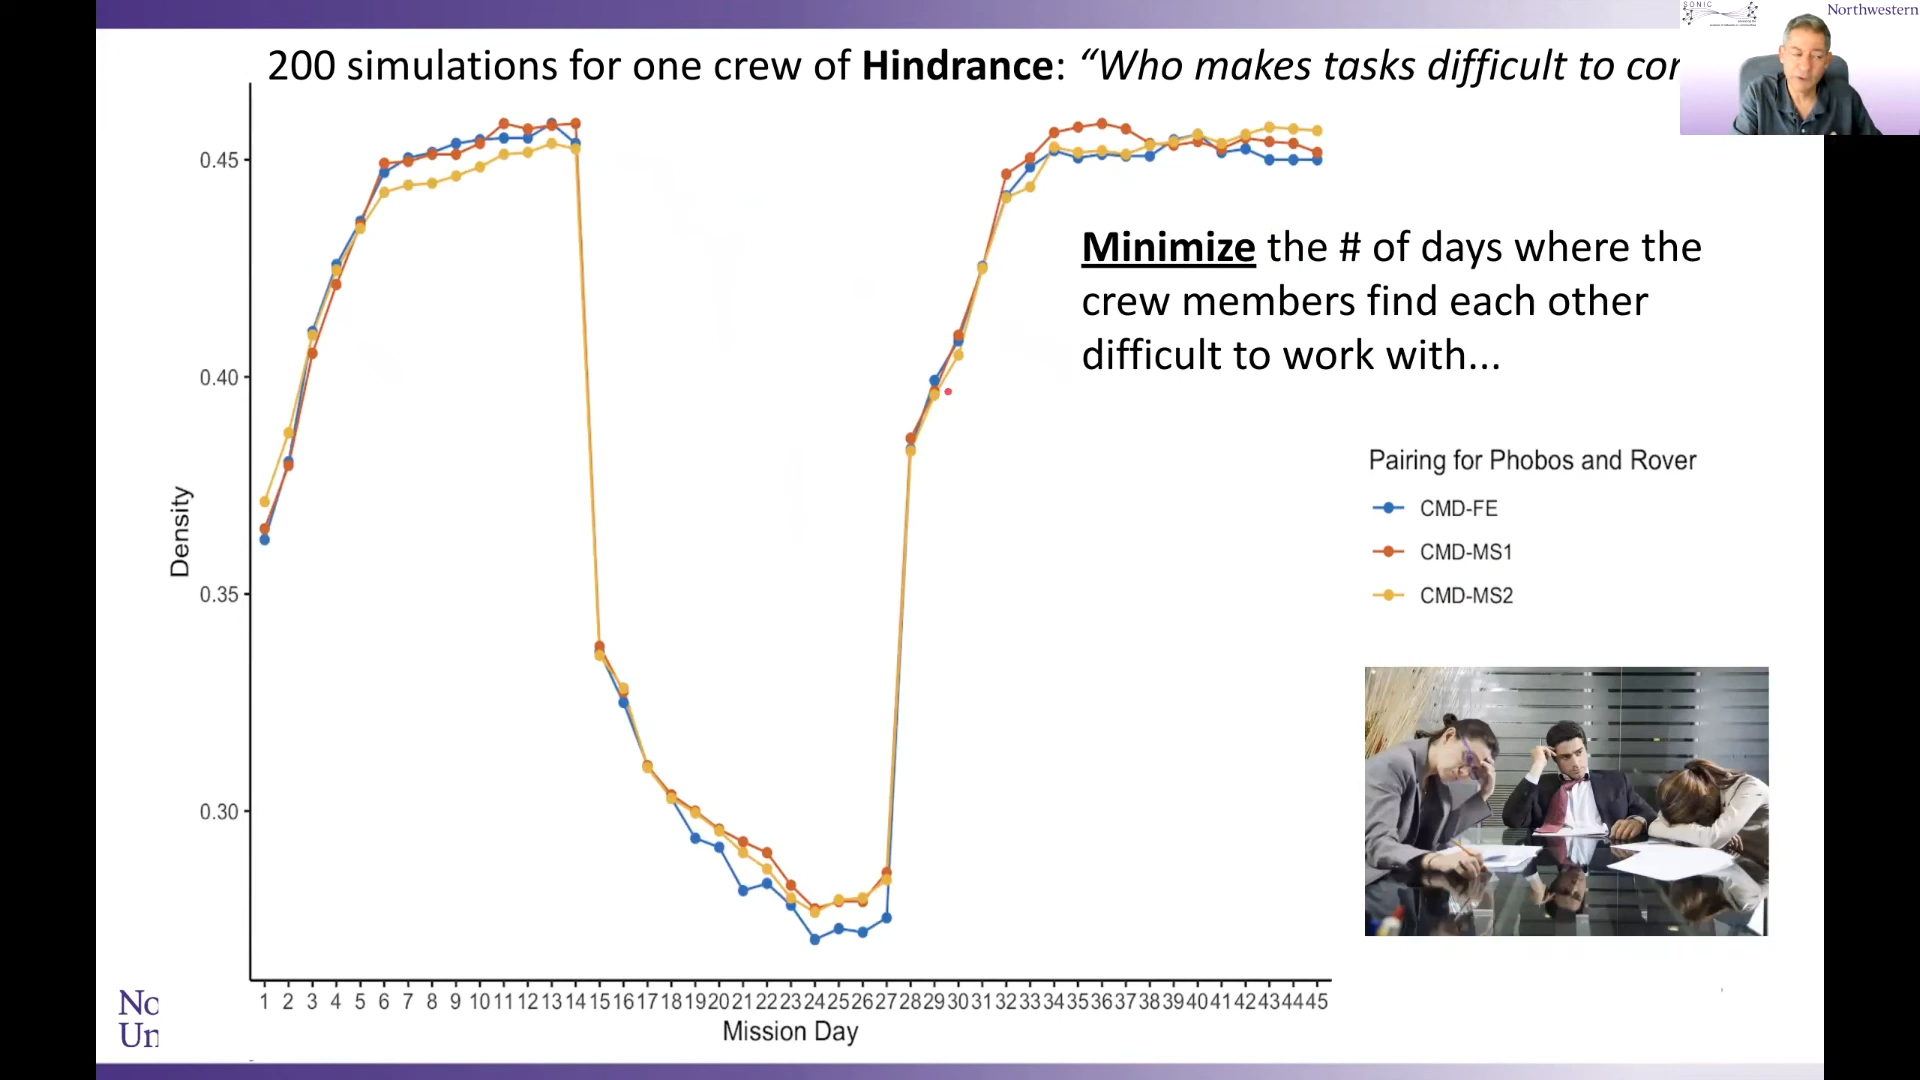 SONIC
Northwestern
200 simulations for one crew of Hindrance: “Who makes tasks difficult to cor
Minimize the # of days where the
crew members find each other
difficult to work with...
0.45
0.40
0.35
0.30
Density
Pairing for Phobos and Rover
CMD-FE
CMD-MS1
CMD-MS2
1 2 3 4 5 6 7 8 9 10 11 12 13 14 15 16 17 18 19 20 21 22 23 24 25 26 27 28 29 30 31 32 33 34 35 36 37 38 39 40 41 42 43 44 45
Mission Day
No
Un